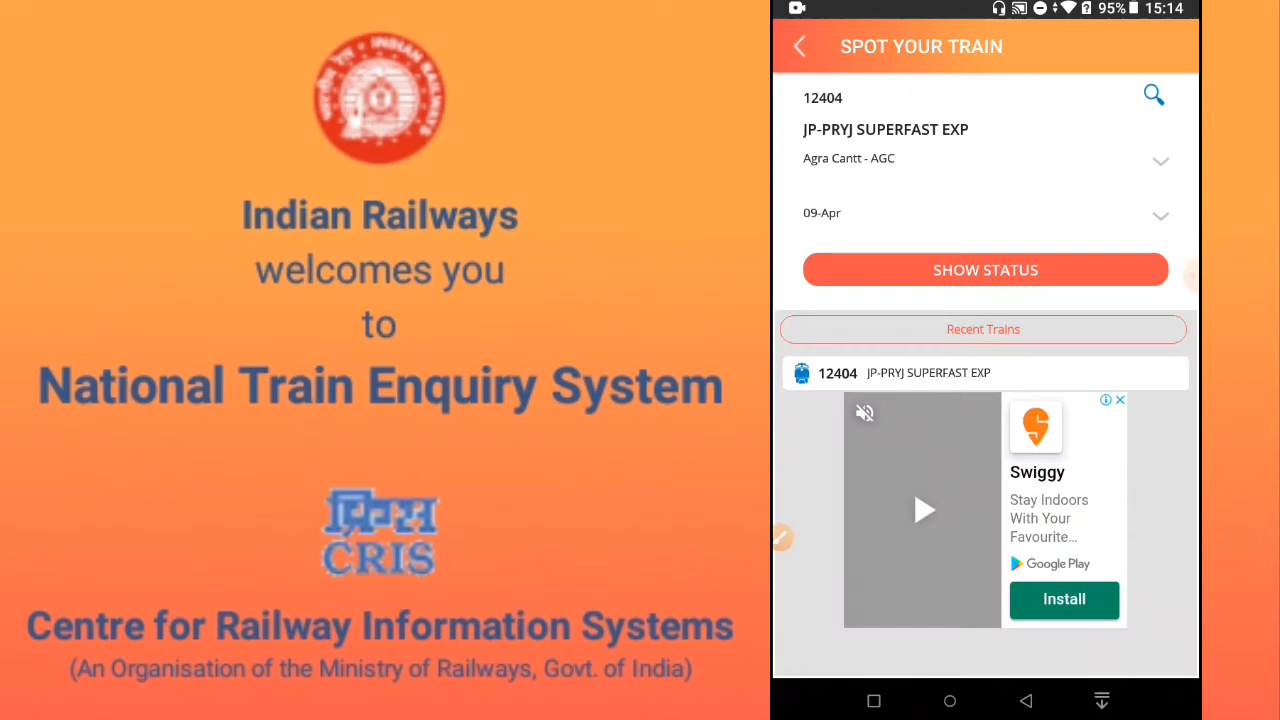 INDIAN RAILWAYS
भारतीय रेल
Indian Railways
welcomes you
to
National Train Enquiry System
क्रिस
CRIS
Centre for Railway Information Systems
(An Organisation of the Ministry of Railways, Govt. of India)
95% 15:14
SPOT YOUR TRAIN
12404
JP-PRYJ SUPERFAST EXP
Agra Cantt - AGC
09-Apr
SHOW STATUS
Recent Trains
12404 JP-PRYJ SUPERFAST EXP
Swiggy
Stay Indoors
With Your
Favourite...
Google Play
Install